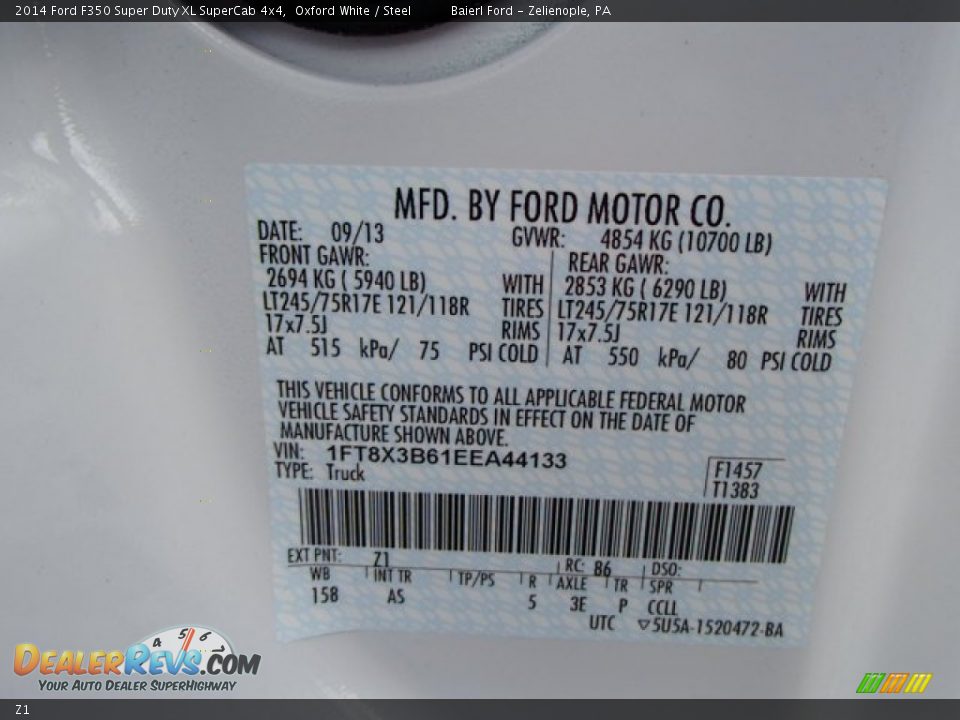 2014 Ford F350 Super Duty XL SuperCab 4x4,  Oxford White / Steel          Baierl Ford - Zelienople, PA
MFD. BY FORD MOTOR CO.
DATE: 09/13 GVWR: 4854 KG (10700 LB)
FRONT GAWR: REAR GAWR:
2694 KG ( 5940 LB) WITH 2853 KG ( 6290 LB) WITH
LT245/75R17E 121/118R TIRES LT245/75R17E 121/118R TIRES
17x7.5J RIMS 17x7.5J RIMS
AT 515 kPa/ 75 PSI COLD AT 550 kPa/ 80 PSI COLD
THIS VEHICLE CONFORMS TO ALL APPLICABLE FEDERAL MOTOR
VEHICLE SAFETY STANDARDS IN EFFECT ON THE DATE OF
MANUFACTURE SHOWN ABOVE.
VIN: 1FT8X3B61EEA44133
TYPE: Truck
F1457
T1383
EXT PNT: Z1 RC: 86 DSO:
WB INT TR TP/PS R AXLE TR SPR
158 AS 5 3E P CCLL
UTC ▽5U5A-1520472-BA
4 5 6
DEALERREVS.COM
YOUR AUTO DEALER SUPERHIGHWAY
Z1